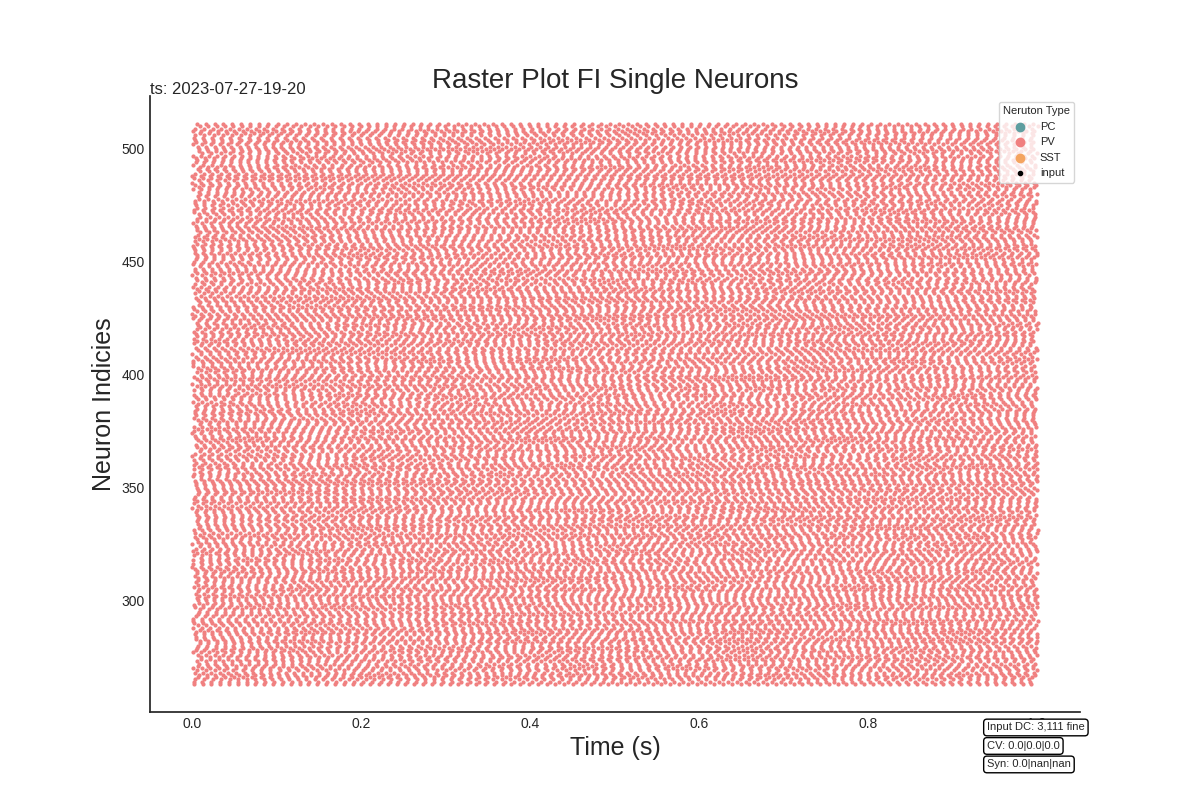 Raster Plot FI Single Neurons
ts: 2023-07-27-19-20
Neruton Type
PC
PV
SST
input
500
450
400
350
300
Neuron Indicies
0.0 0.2 0.4 0.6 0.8
Time (s)
Input DC: 3,111 fine
CV: 0.0|0.0|0.0
Syn: 0.0|nan|nan